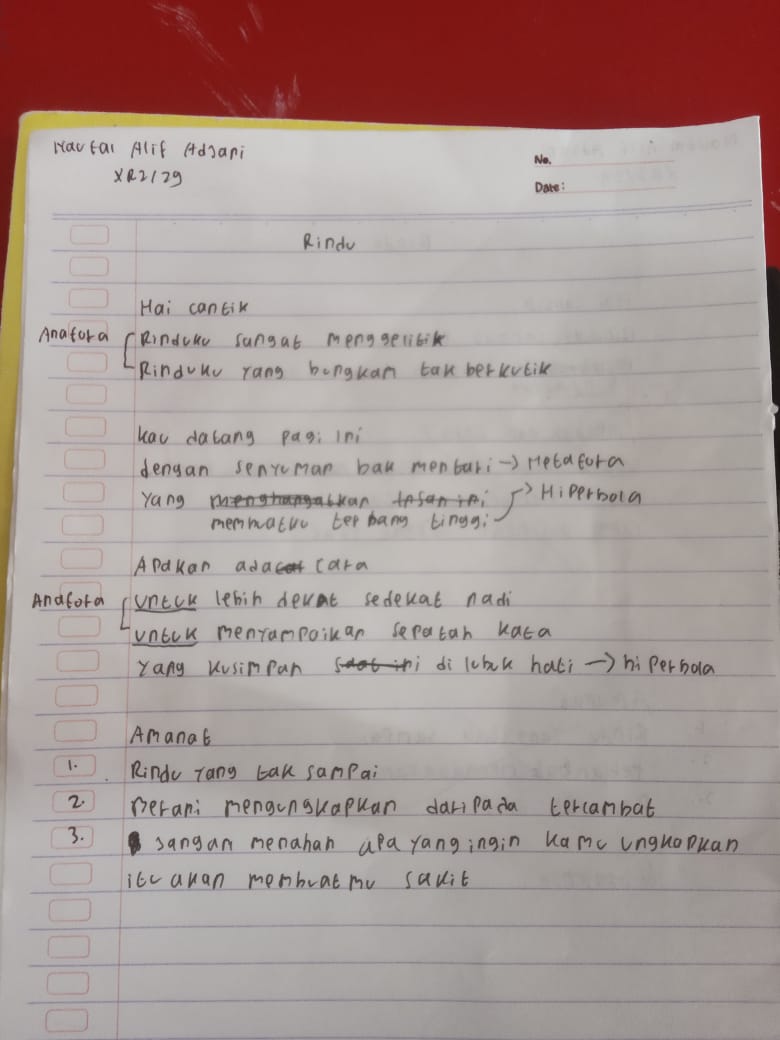 Naufal Alif Adjani
XR2/29
No.
Date:
Rindu
Hai cantik
Anafora Rinduku sangat menggelitik
Rinduku yang bungkam tak berkutik
kau datang pagi ini
dengan senyuman bak mentari → Metafora
yang menghangatkan insan ini → Hiperbola
membuatku terbang tinggi
Apakah ada cara
Anafora untuk lebih dekat sedekat nadi
untuk menyampaikan sepatah kata
yang kusimpan saat ini di lubuk hati → hiperbola
Amanat
1. Rindu yang tak sampai
2. Berani mengungkapkan daripada terlambat
3. Jangan menahan apa yang ingin kamu ungkapkan
itu akan membuatmu sakit